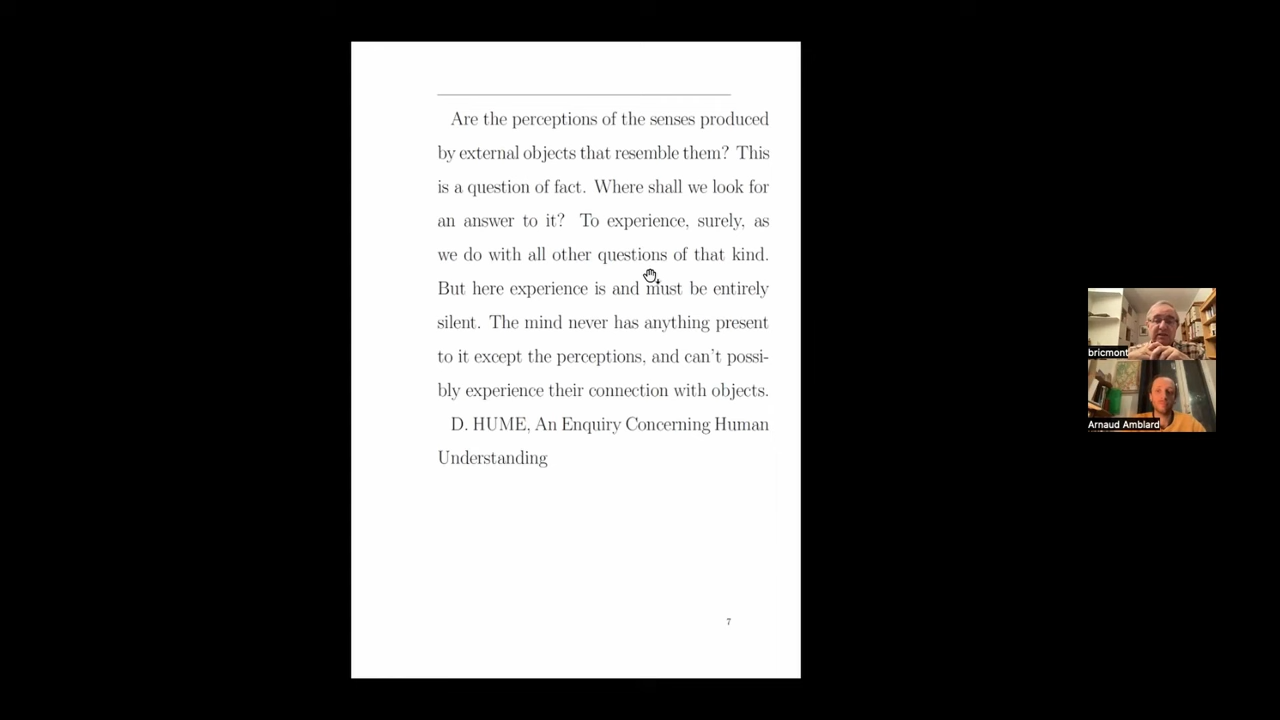 Are the perceptions of the senses produced
by external objects that resemble them? This
is a question of fact. Where shall we look for
an answer to it? To experience, surely, as
we do with all other questions of that kind.
But here experience is and must be entirely
silent. The mind never has anything present
to it except the perceptions, and can't possi-
bly experience their connection with objects.
D. HUME, An Enquiry Concerning Human
Understanding
7
bricmont
Arnaud Amblard